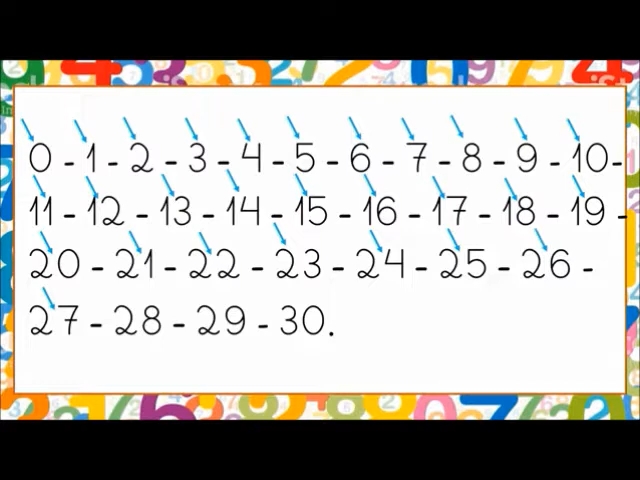 0 - 1 - 2 - 3 - 4 - 5 - 6 - 7 - 8 - 9 - 10 -
11 - 12 - 13 - 14 - 15 - 16 - 17 - 18 - 19 -
20 - 21 - 22 - 23 - 24 - 25 - 26 -
27 - 28 - 29 - 30.